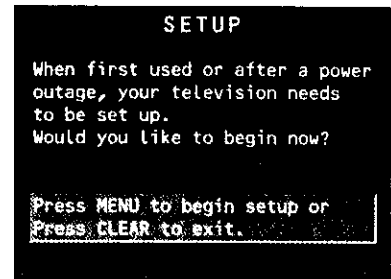 SETUP
When first used or after a power
outage, your television needs
to be set up.
Would you like to begin now?
Press MENU to begin setup or
Press CLEAR to exit.